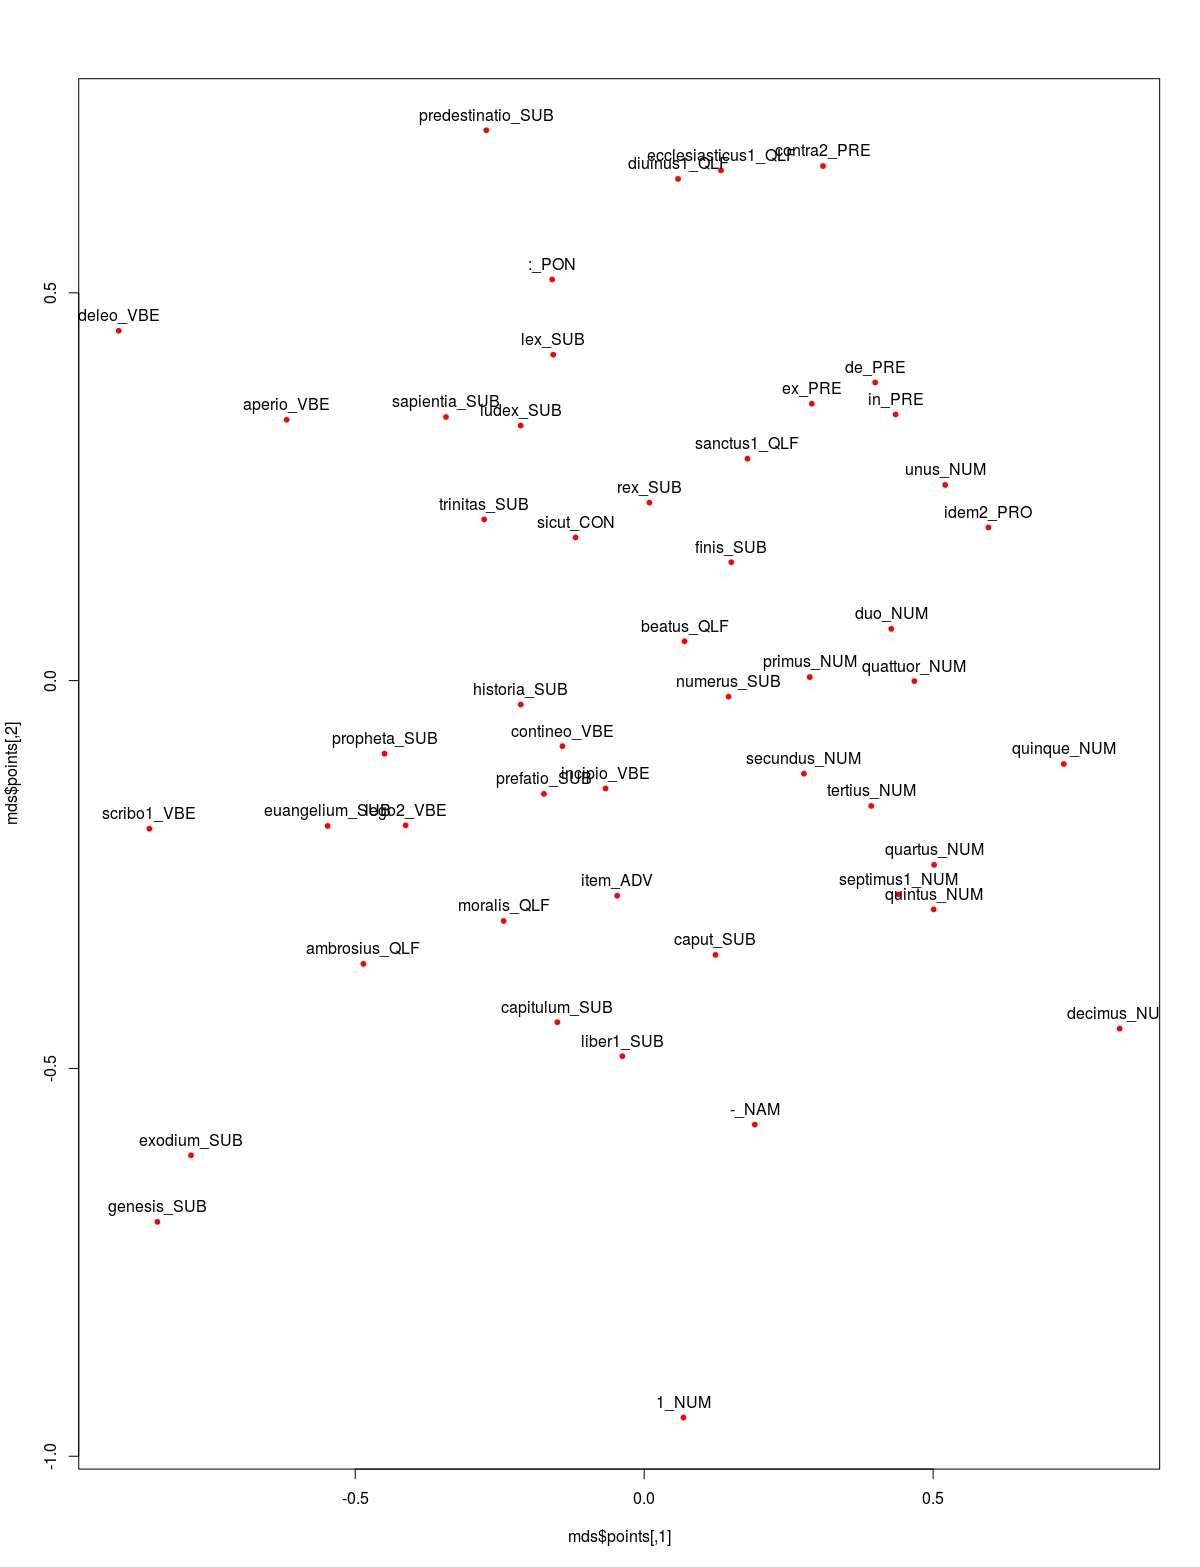 predestinatio_SUB
contra2_PRE
ecclesiasticus1_QLF
diuinus1_QLF
:_PON
0.5
deleo_VBE
lex_SUB
de_PRE
ex_PRE
in_PRE
sapientia_SUB
aperio_VBE
iudex_SUB
sanctus1_QLF
unus_NUM
rex_SUB
trinitas_SUB
idem2_PRO
sicut_CON
finis_SUB
duo_NUM
beatus_QLF
primus_NUM
quattuor_NUM
numerus_SUB
0.0
historia_SUB
contineo_VBE
propheta_SUB
quinque_NUM
secundus_NUM
mds$points[,2]
incipio_VBE
prefatio_SUB
tertius_NUM
euangelium_SUB
lego2_VBE
scribo1_VBE
quartus_NUM
septimus1_NUM
item_ADV
quintus_NUM
moralis_QLF
caput_SUB
ambrosius_QLF
capitulum_SUB
decimus_NU
liber1_SUB
-0.5
-_NAM
exodium_SUB
genesis_SUB
1_NUM
-1.0
-0.5 0.0 0.5
mds$points[,1]